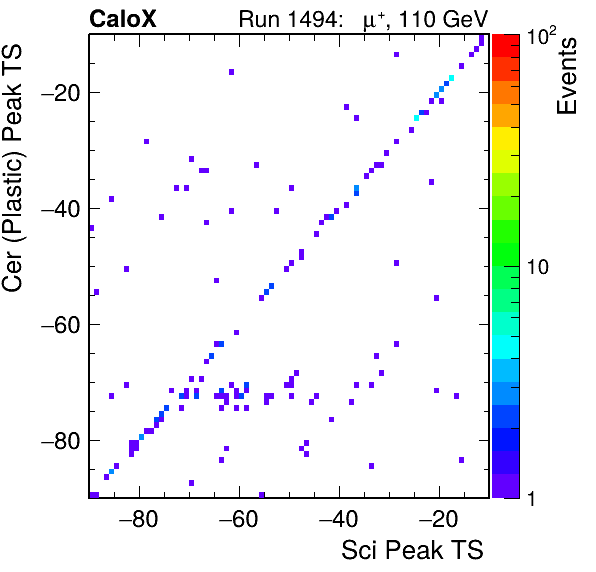 CaloX Run 1494: μ⁺, 110 GeV
Cer (Plastic) Peak TS
−20
−40
−60
−80
−80 −60 −40 −20
Sci Peak TS
10²
10
1
Events